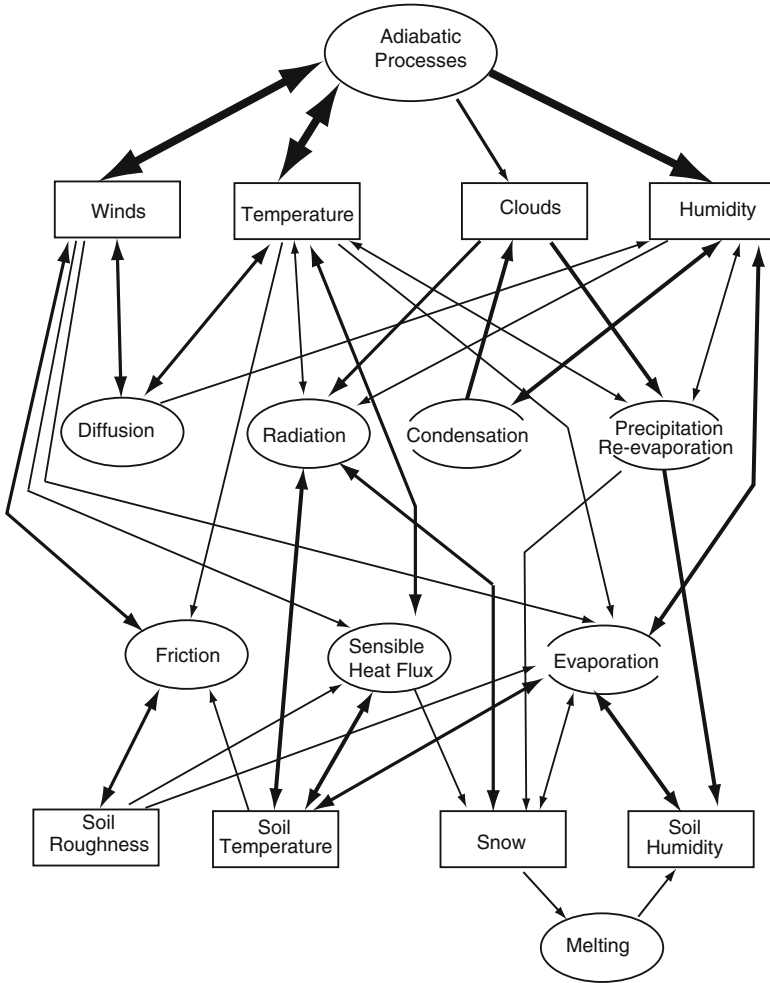 Adiabatic
Processes
Winds
Temperature
Clouds
Humidity
Diffusion
Radiation
Condensation
Precipitation
Re-evaporation
Friction
Sensible
Heat Flux
Evaporation
Soil
Roughness
Soil
Temperature
Snow
Soil
Humidity
Melting